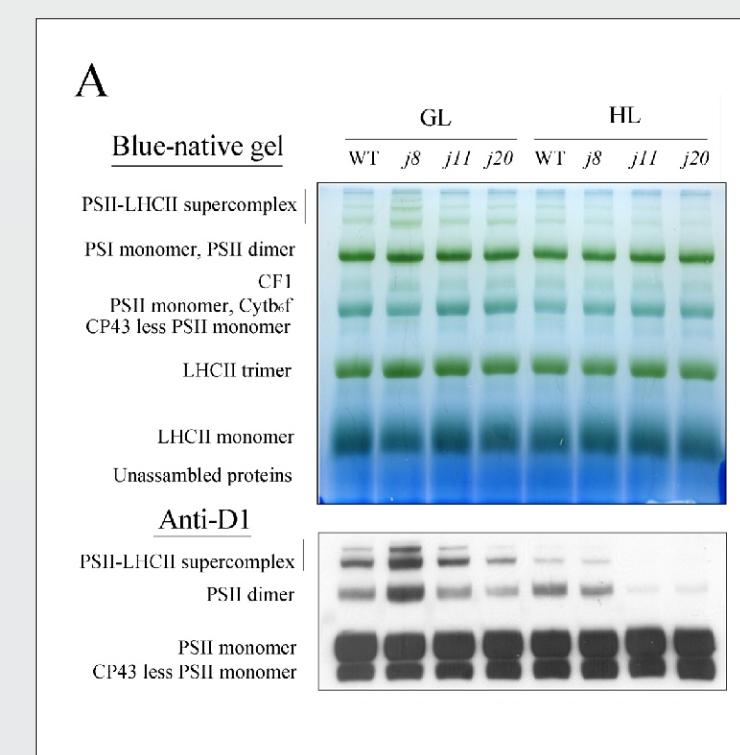 A
GL HL
Blue-native gel
WT j8 j11 j20 WT j8 j11 j20
PSII-LHCII supercomplex
PSI monomer, PSII dimer
CF1
PSII monomer, Cytb₆f
CP43 less PSII monomer
LHCII trimer
LHCII monomer
Unassambled proteins
Anti-D1
PSII-LHCII supercomplex
PSII dimer
PSII monomer
CP43 less PSII monomer